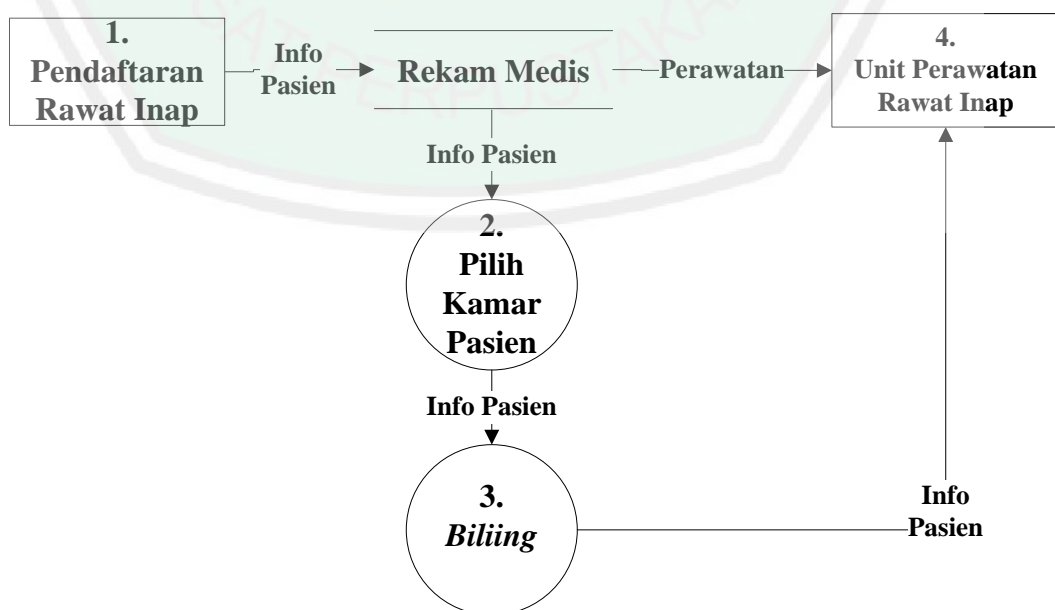 1.
Pendaftaran
Rawat Inap
Info
Pasien
Rekam Medis
Perawatan
4.
Unit Perawatan
Rawat Inap
Info Pasien
2.
Pilih
Kamar
Pasien
Info Pasien
3.
Biliing
Info
Pasien